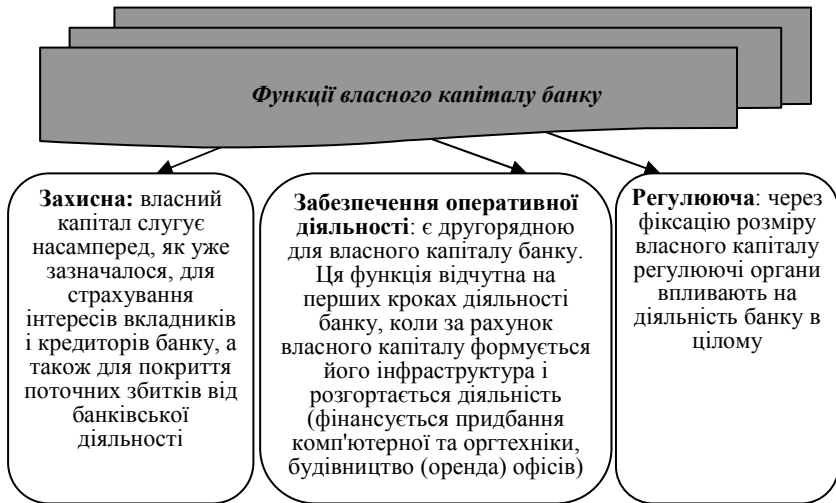 Функції власного капіталу банку
Захисна: власний
капітал слугує
насамперед, як уже
зазначалося, для
страхування
інтересів вкладників
і кредиторів банку, а
також для покриття
поточних збитків від
банківської
діяльності
Забезпечення оперативної
діяльності: є другорядною
для власного капіталу банку.
Ця функція відчутна на
перших кроках діяльності
банку, коли за рахунок
власного капіталу формується
його інфраструктура і
розгортається діяльність
(фінансується придбання
комп'ютерної та оргтехніки,
будівництво (оренда) офісів)
Регулююча: через
фіксацію розміру
власного капіталу
регулюючі органи
впливають на
діяльність банку в
цілому